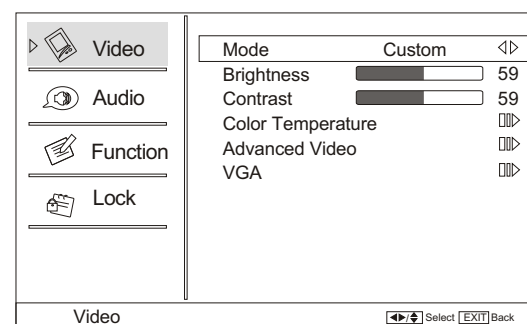 Video
Audio
Function
Lock
Mode Custom
Brightness 59
Contrast 59
Color Temperature
Advanced Video
VGA
Video
Select EXIT Back